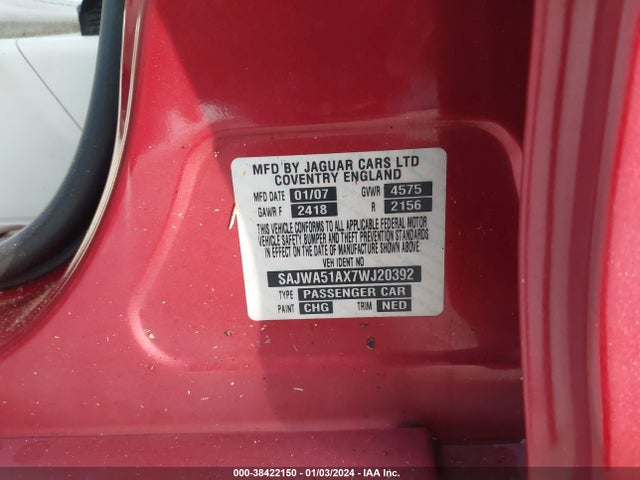 MFD BY JAGUAR CARS LTD
COVENTRY ENGLAND
MFD DATE 01/07 GVWR 4575
GAWR F 2418 R 2156
THIS VEHICLE CONFORMS TO ALL APPLICABLE FEDERAL MOTOR
VEHICLE SAFETY BUMPER AND THEFT PREVENTION STANDARDS
IN EFFECT ON THE DATE OF MANUFACTURE SHOWN ABOVE.
VEH IDENT NO
SAJWA51AX7WJ20392
TYPE PASSENGER CAR
PAINT CHG TRIM NED
000-38422150 - 01/03/2024 - IAA Inc.